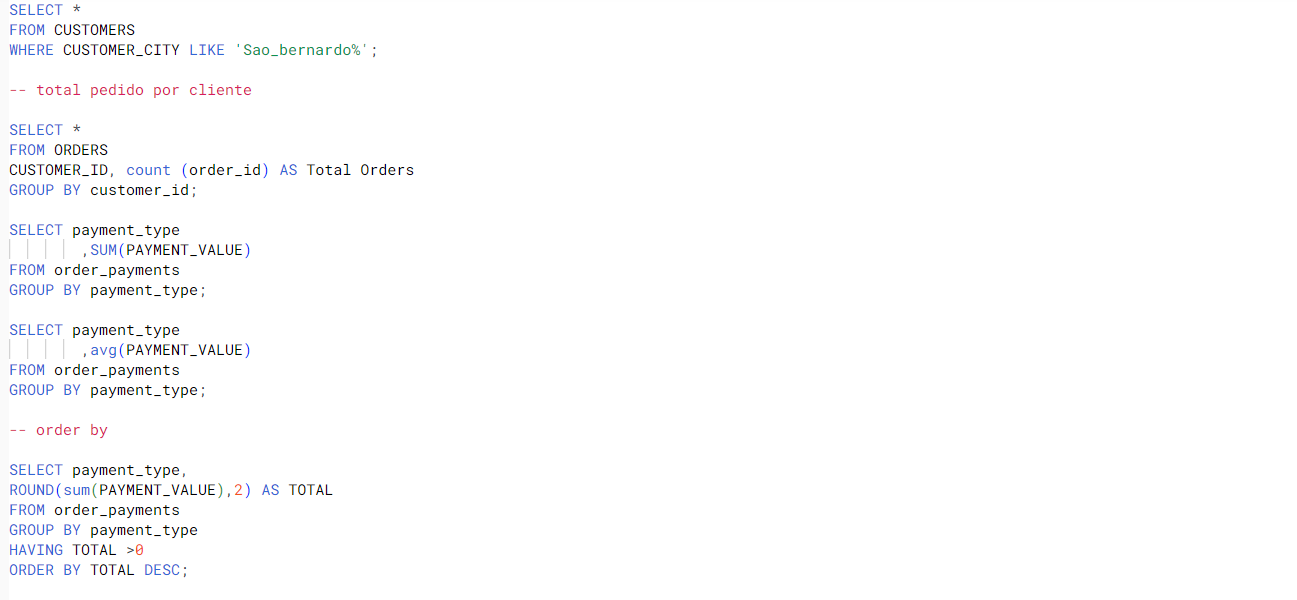 SELECT *
FROM CUSTOMERS
WHERE CUSTOMER_CITY LIKE 'Sao_bernardo%';
-- total pedido por cliente
SELECT *
FROM ORDERS
CUSTOMER_ID, count (order_id) AS Total Orders
GROUP BY customer_id;
SELECT payment_type
,SUM(PAYMENT_VALUE)
FROM order_payments
GROUP BY payment_type;
SELECT payment_type
,avg(PAYMENT_VALUE)
FROM order_payments
GROUP BY payment_type;
-- order by
SELECT payment_type,
ROUND(sum(PAYMENT_VALUE),2) AS TOTAL
FROM order_payments
GROUP BY payment_type
HAVING TOTAL >0
ORDER BY TOTAL DESC;